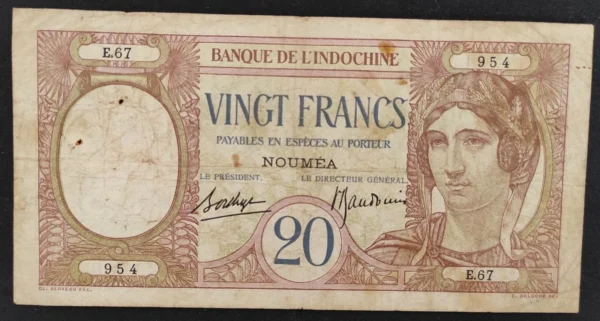 E.67
BANQUE DE L'INDOCHINE
954
VINGT FRANCS
PAYABLES EN ESPÈCES AU PORTEUR
NOUMÉA
LE PRÉSIDENT, LE DIRECTEUR GÉNÉRAL
20
954
E.67